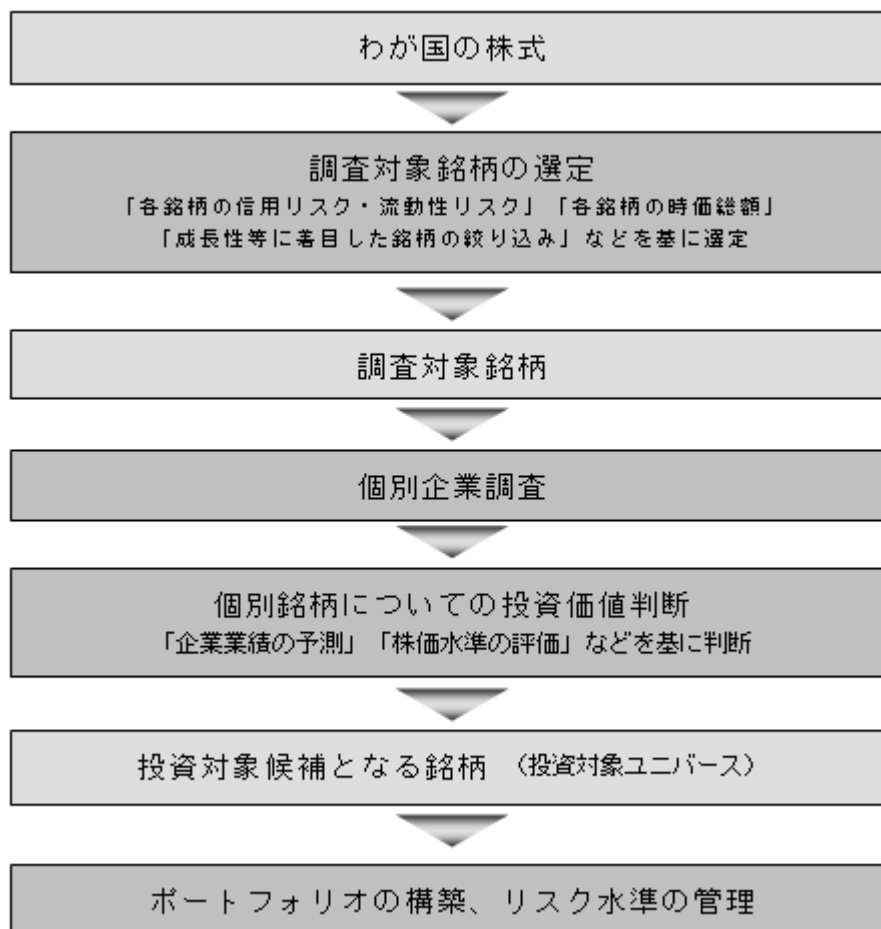 わが国の株式
調査対象銘柄の選定
「各銘柄の信用リスク・流動性リスク」「各銘柄の時価総額」
「成長性等に着目した銘柄の絞り込み」などを基に選定
調査対象銘柄
個別企業調査
個別銘柄についての投資価値判断
「企業業績の予測」「株価水準の評価」などを基に判断
投資対象候補となる銘柄 （投資対象ユニバース）
ポートフォリオの構築、リスク水準の管理